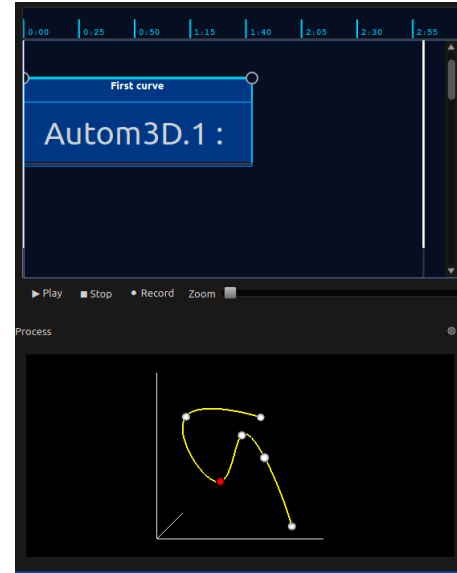 0:00 0:25 0:50 1:15 1:40 2:05 2:30 2:55
First curve
Autom3D.1 :
Play Stop Record Zoom
Process